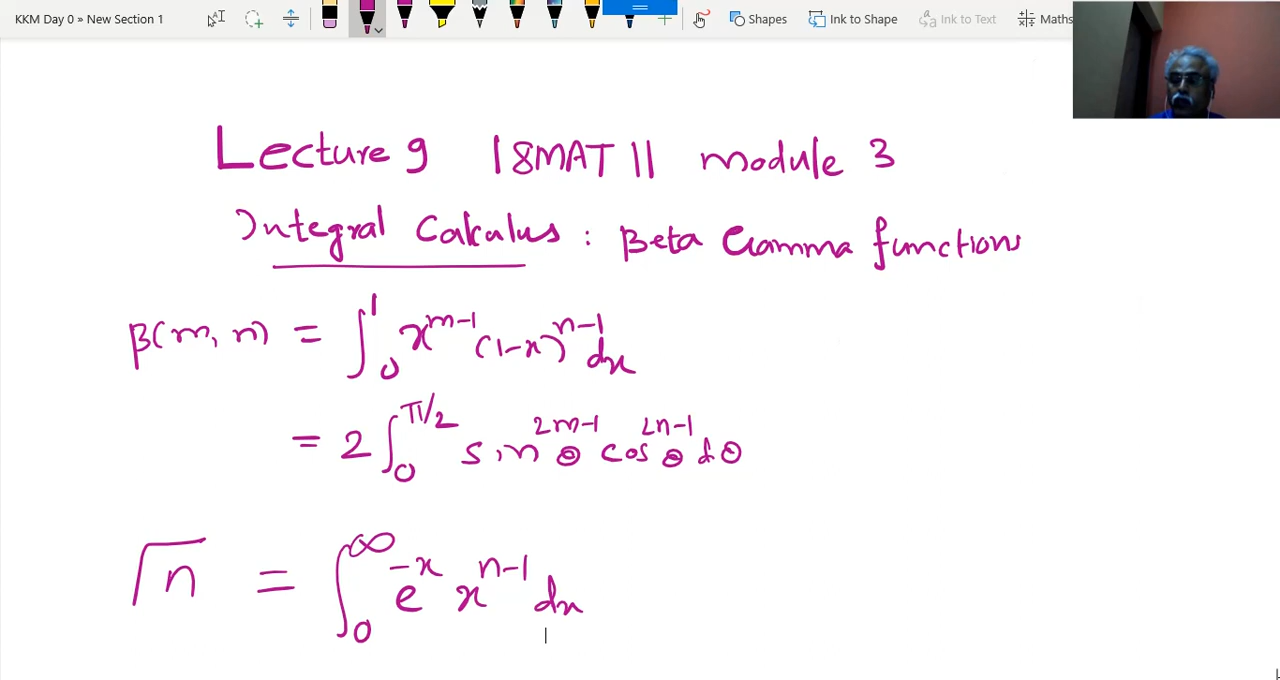 KKM Day 0 » New Section 1
Shapes
Ink to Shape
Ink to Text
Maths
Lecture 9 18MAT11 module 3
Integral Calculus : Beta Gamma functions
β(m, n) = ∫₀¹ x^{m-1} (1-x)^{n-1} dx
= 2 ∫₀^{π/2} sin^{2m-1} θ cos^{2n-1} θ dθ
Γn = ∫₀^∞ e^{-x} x^{n-1} dx